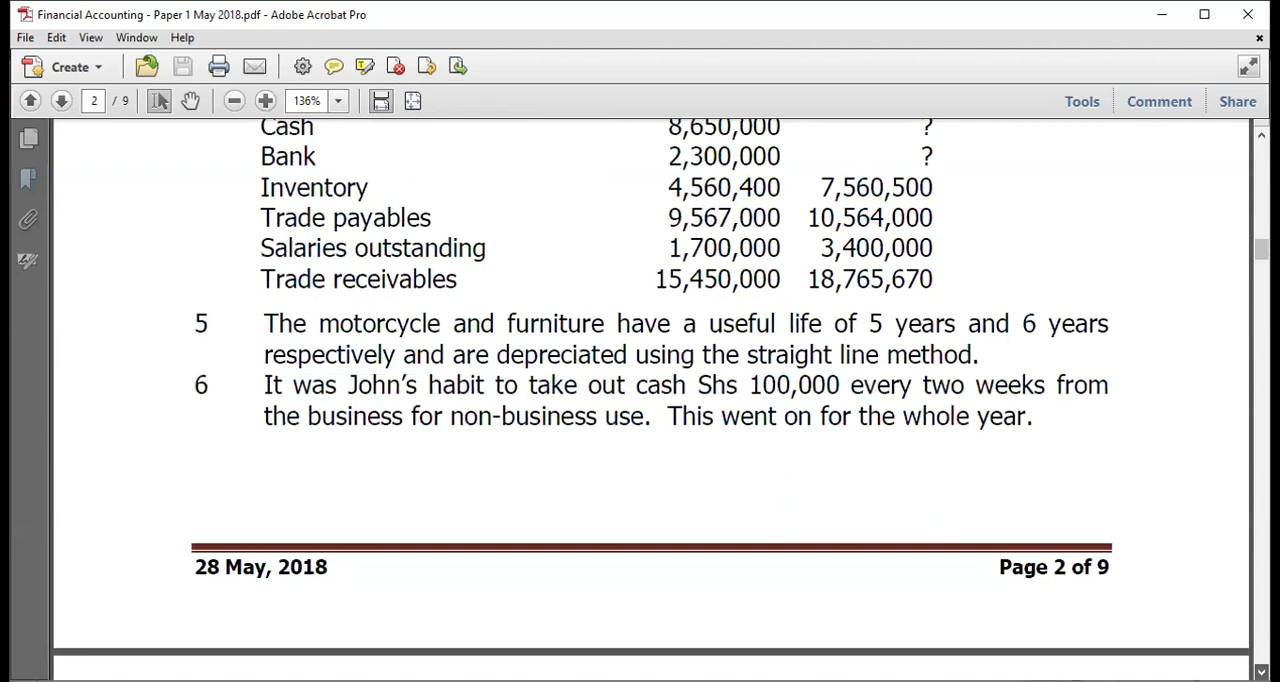 Financial Accounting - Paper 1 May 2018.pdf - Adobe Acrobat Pro
File Edit View Window Help
Create
2 / 9 136% Tools Comment Share
Cash 8,650,000 ?
Bank 2,300,000 ?
Inventory 4,560,400 7,560,500
Trade payables 9,567,000 10,564,000
Salaries outstanding 1,700,000 3,400,000
Trade receivables 15,450,000 18,765,670
5 The motorcycle and furniture have a useful life of 5 years and 6 years
respectively and are depreciated using the straight line method.
6 It was John's habit to take out cash Shs 100,000 every two weeks from
the business for non-business use. This went on for the whole year.
28 May, 2018 Page 2 of 9